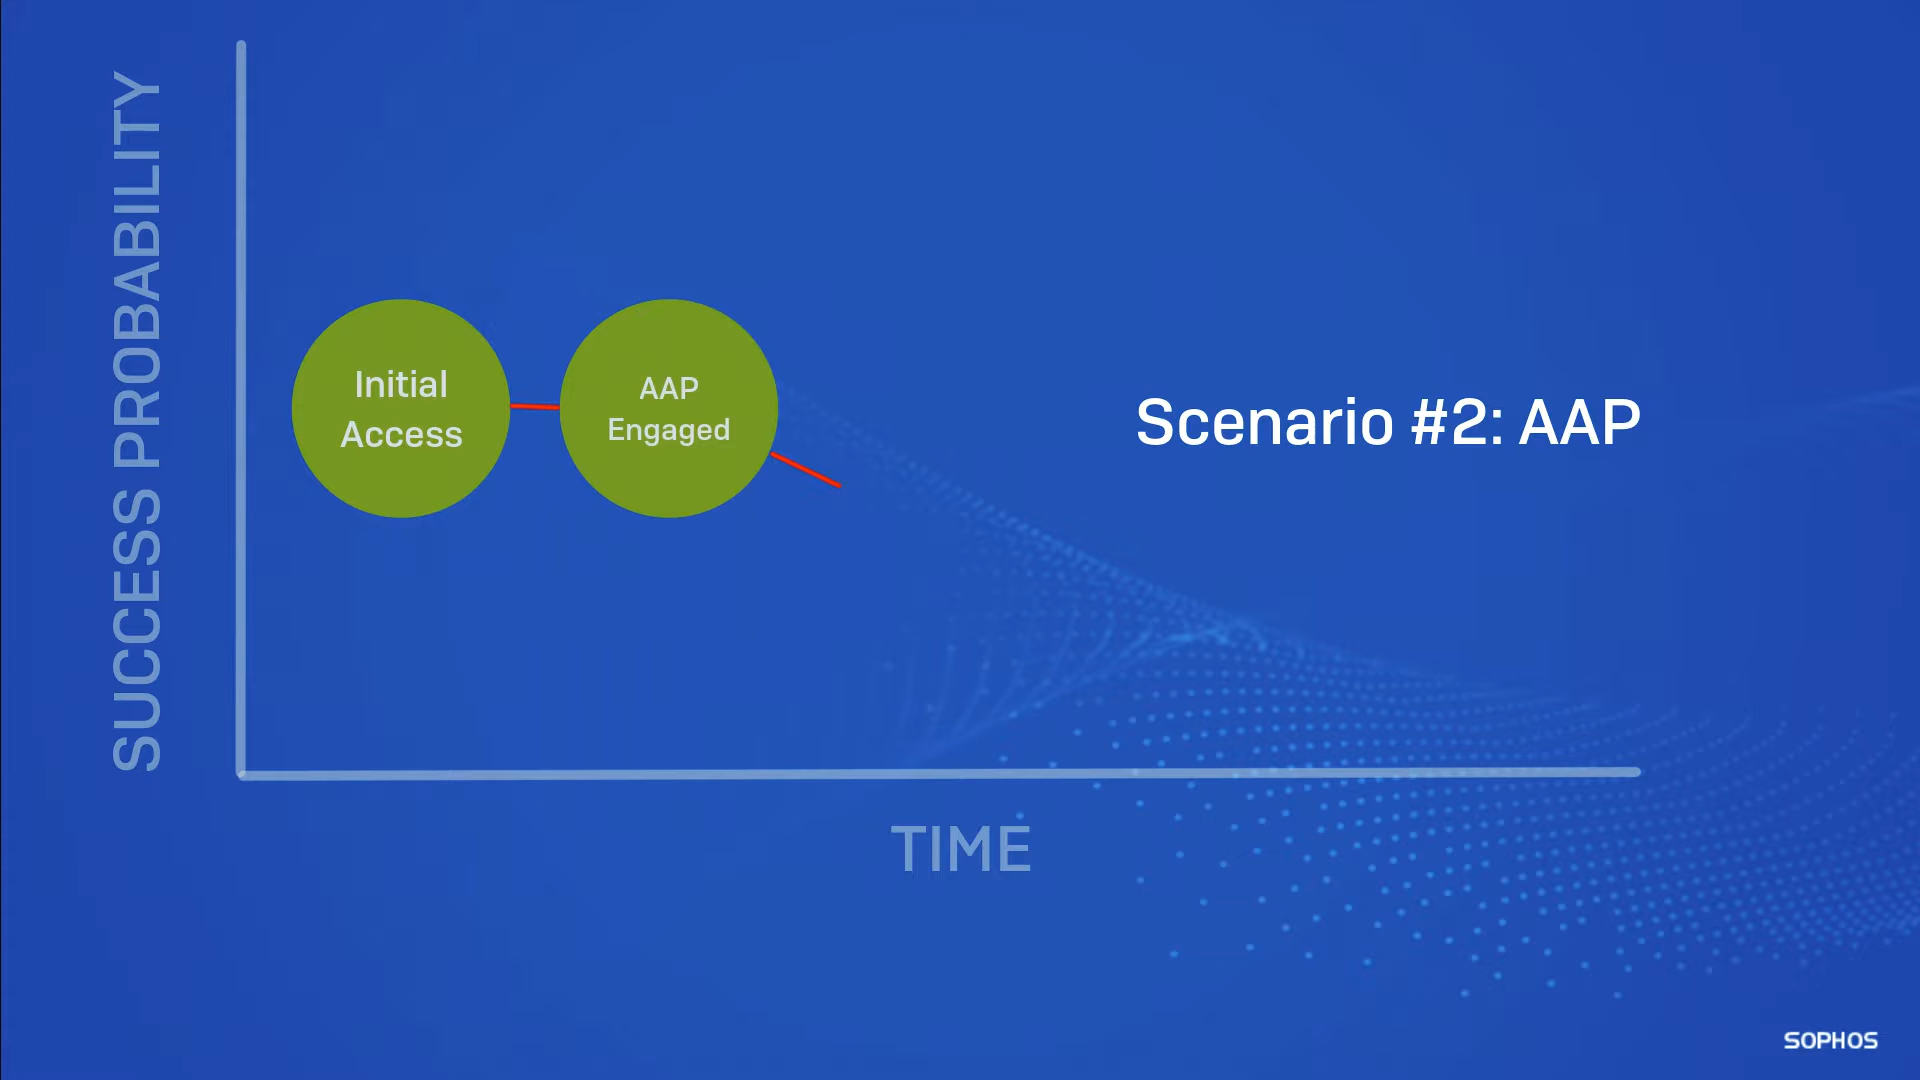 SUCCESS PROBABILITY
Initial
Access
AAP
Engaged
Scenario #2: AAP
TIME
SOPHOS